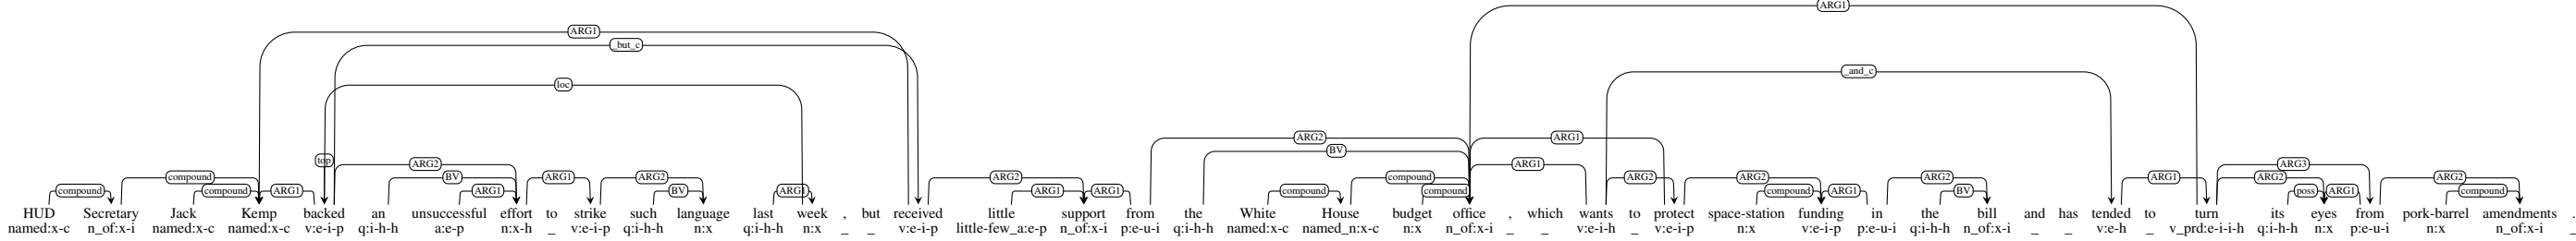 ARG1
ARG1
_but_c
_and_c
loc
ARG2 ARG1
BV
top ARG2 ARG1 ARG3
compound BV ARG1 ARG2 ARG2 compound ARG2 ARG2 ARG2 ARG1 ARG2 ARG2
compound compound ARG1 ARG1 BV ARG1 ARG1 ARG1 compound compound compound ARG1 BV poss ARG1 compound
HUD Secretary Jack Kemp backed an unsuccessful effort to strike such language last week , but received little support from the White House budget office , which wants to protect space-station funding in the bill and has tended to turn its eyes from pork-barrel amendments .
named:x-c n_of:x-i named:x-c named:x-c v:e-i-p q:i-h-h a:e-p n:x-h _ v:e-i-p q:i-h-h n:x q:i-h-h n:x _ _ v:e-i-p little-few_a:e-p n_of:x-i p:e-u-i q:i-h-h named:x-c named_n:x-c n:x n_of:x-i _ _ v:e-i-h _ v:e-i-p n:x v:e-i-p p:e-u-i q:i-h-h n_of:x-i _ _ v:e-h _ v_prd:e-i-i-h q:i-h-h n:x p:e-u-i n:x n_of:x-i _